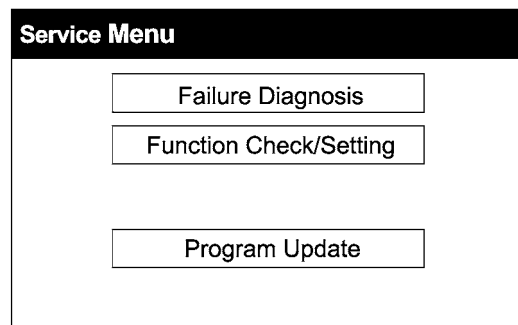 Service Menu
Failure Diagnosis
Function Check/Setting
Program Update